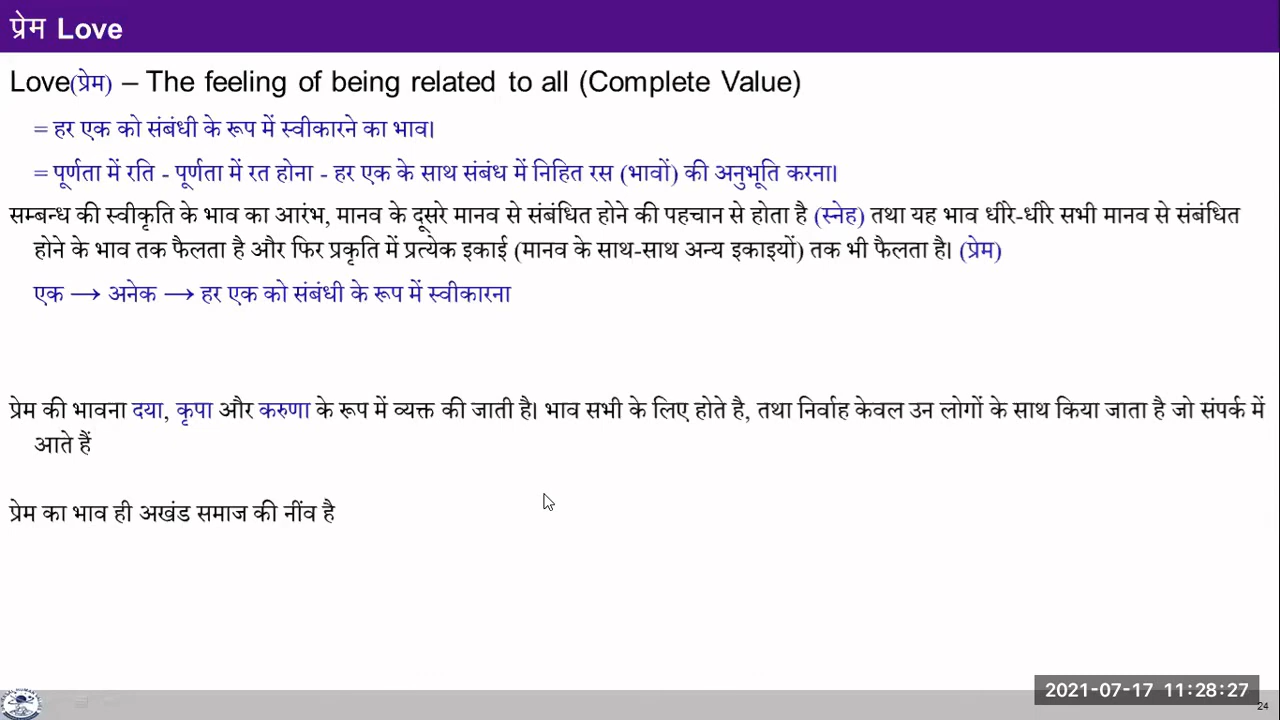 प्रेम Love
Love(प्रेम) – The feeling of being related to all (Complete Value)
= हर एक को संबंधी के रूप में स्वीकारने का भाव।
= पूर्णता में रति - पूर्णता में रत होना - हर एक के साथ संबंध में निहित रस (भावों) की अनुभूति करना।
सम्बन्ध की स्वीकृति के भाव का आरंभ, मानव के दूसरे मानव से संबंधित होने की पहचान से होता है (स्नेह) तथा यह भाव धीरे-धीरे सभी मानव से संबंधित
होने के भाव तक फैलता है और फिर प्रकृति में प्रत्येक इकाई (मानव के साथ-साथ अन्य इकाइयों) तक भी फैलता है। (प्रेम)
एक ⟶ अनेक ⟶ हर एक को संबंधी के रूप में स्वीकारना
प्रेम की भावना दया, कृपा और करुणा के रूप में व्यक्त की जाती है। भाव सभी के लिए होते है, तथा निर्वाह केवल उन लोगों के साथ किया जाता है जो संपर्क में
आते हैं
प्रेम का भाव ही अखंड समाज की नींव है
2021-07-17 11:28:27
24